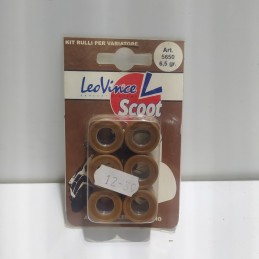 KIT RULLI PER VARIATORE.
Art.
5650
6.5 gr.
LeoVince
Scoot